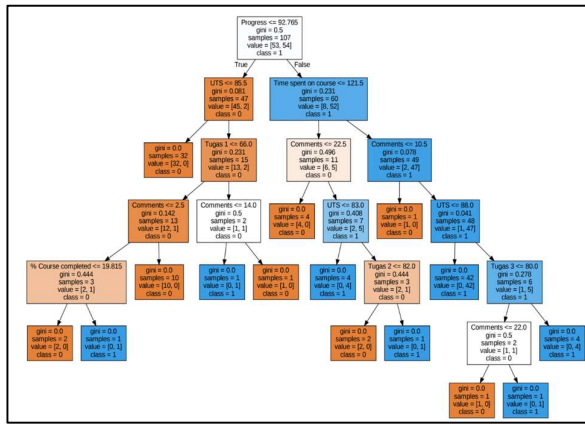 Progress <= 92.765
gini = 0.5
samples = 107
value = [53, 54]
class = 1
True
False
UTS <= 85.5
gini = 0.081
samples = 47
value = [45, 2]
class = 0
Time spent on course <= 121.5
gini = 0.231
samples = 60
value = [8, 52]
class = 1
gini = 0.0
samples = 32
value = [32, 0]
class = 0
Tugas 1 <= 66.0
gini = 0.231
samples = 15
value = [13, 2]
class = 0
Comments <= 22.5
gini = 0.496
samples = 11
value = [6, 5]
class = 0
Comments <= 10.5
gini = 0.078
samples = 49
value = [2, 47]
class = 1
Comments <= 2.5
gini = 0.142
samples = 13
value = [12, 1]
class = 0
Comments <= 14.0
gini = 0.5
samples = 2
value = [1, 1]
class = 0
gini = 0.0
samples = 4
value = [4, 0]
class = 0
UTS <= 83.0
gini = 0.408
samples = 7
value = [2, 5]
class = 1
gini = 0.0
samples = 1
value = [1, 0]
class = 0
UTS <= 88.0
gini = 0.041
samples = 48
value = [1, 47]
class = 1
% Course completed <= 19.815
gini = 0.444
samples = 3
value = [2, 1]
class = 0
gini = 0.0
samples = 10
value = [10, 0]
class = 0
gini = 0.0
samples = 1
value = [0, 1]
class = 1
gini = 0.0
samples = 1
value = [1, 0]
class = 0
gini = 0.0
samples = 4
value = [0, 4]
class = 1
Tugas 2 <= 82.0
gini = 0.444
samples = 3
value = [2, 1]
class = 0
gini = 0.0
samples = 42
value = [0, 42]
class = 1
Tugas 3 <= 80.0
gini = 0.278
samples = 6
value = [1, 5]
class = 1
gini = 0.0
samples = 2
value = [2, 0]
class = 0
gini = 0.0
samples = 1
value = [0, 1]
class = 1
gini = 0.0
samples = 2
value = [2, 0]
class = 0
gini = 0.0
samples = 1
value = [0, 1]
class = 1
Comments <= 22.0
gini = 0.5
samples = 2
value = [1, 1]
class = 0
gini = 0.0
samples = 4
value = [0, 4]
class = 1
gini = 0.0
samples = 1
value = [1, 0]
class = 0
gini = 0.0
samples = 1
value = [0, 1]
class = 1